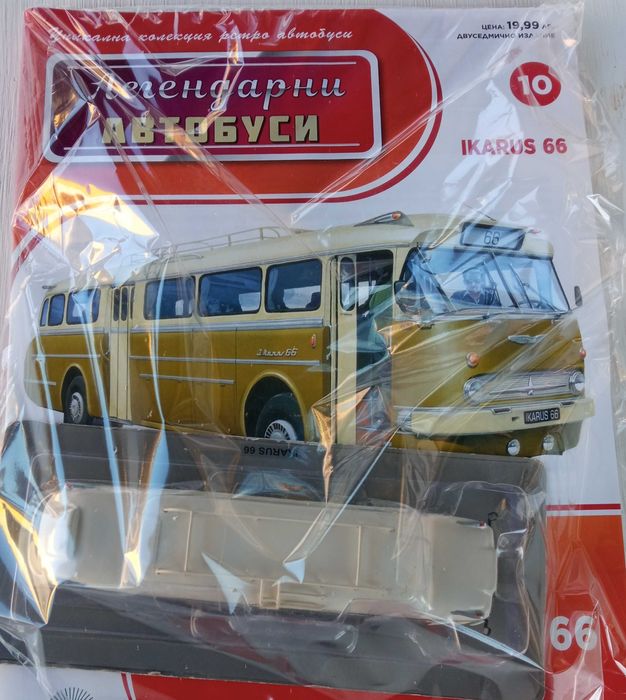 Уникална колекция ретро автобуси
ЦЕНА: 19,99 лв.
ДВУСЕДМИЧНО ИЗДАНИЕ
Легендарни
АВТОБУСИ
10
IKARUS 66
66
Ikarus 66
IKARUS 66
IKARUS 66
66